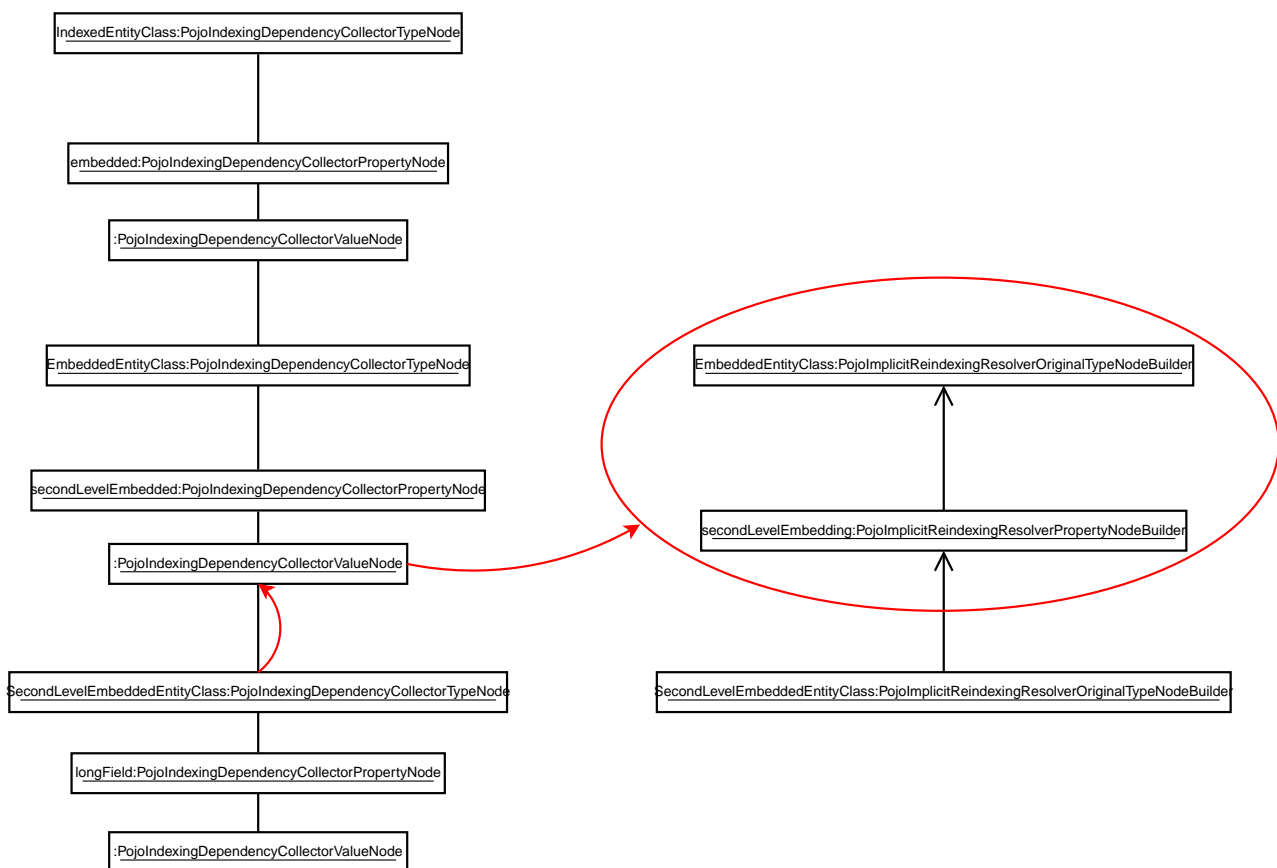 IndexedEntityClass:PojoIndexingDependencyCollectorTypeNode
embedded:PojoIndexingDependencyCollectorPropertyNode
:PojoIndexingDependencyCollectorValueNode
EmbeddedEntityClass:PojoIndexingDependencyCollectorTypeNode
EmbeddedEntityClass:PojoImplicitReindexingResolverOriginalTypeNodeBuilder
secondLevelEmbedded:PojoIndexingDependencyCollectorPropertyNode
secondLevelEmbedding:PojoImplicitReindexingResolverPropertyNodeBuilder
:PojoIndexingDependencyCollectorValueNode
SecondLevelEmbeddedEntityClass:PojoIndexingDependencyCollectorTypeNode
SecondLevelEmbeddedEntityClass:PojoImplicitReindexingResolverOriginalTypeNodeBuilder
longField:PojoIndexingDependencyCollectorPropertyNode
:PojoIndexingDependencyCollectorValueNode